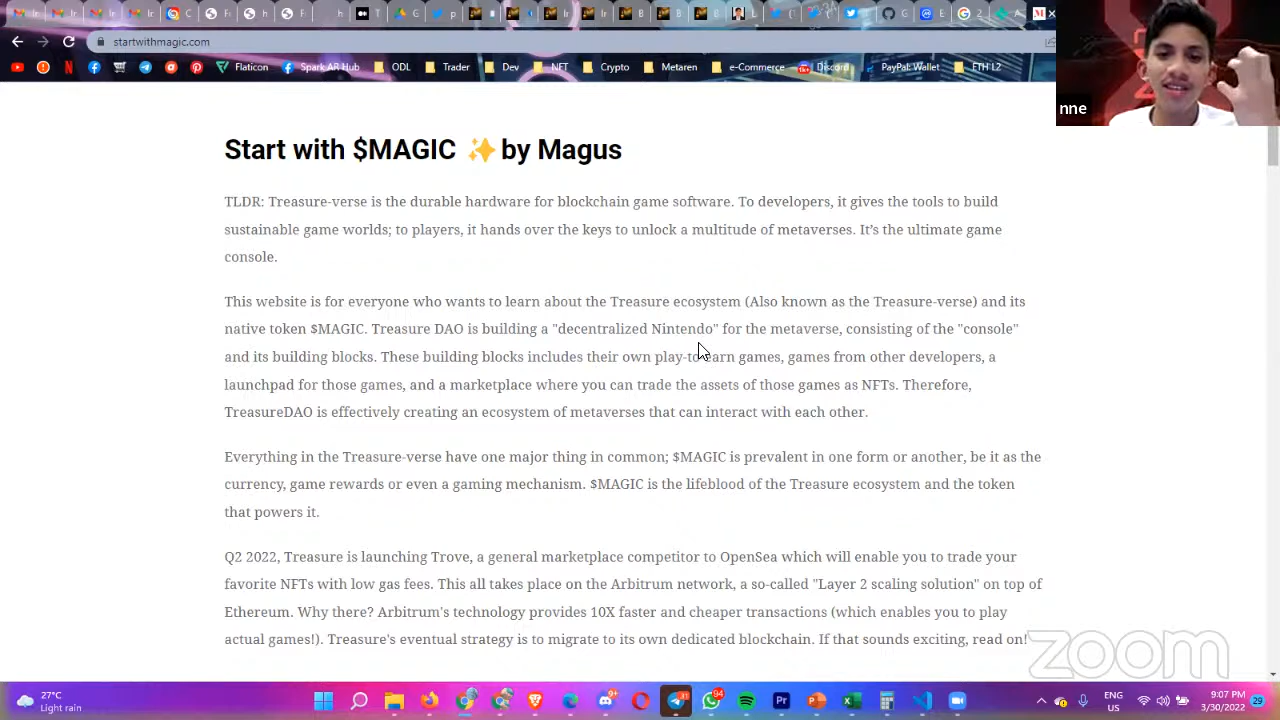 Ir
M
Ir
M
Ir
M
Ir
C
So
h
So
h
T
G
p
Ir
Ir
B
B
B
L
G
E
2
A
startwithmagic.com
Flaticon
Spark AR Hub
ODL
Trader
Dev
NFT
Crypto
Metaren
e-Commerce
Discord
PayPal: Wallet
ETH L2
nne
Start with $MAGIC ✨ by Magus
TLDR: Treasure-verse is the durable hardware for blockchain game software. To developers, it gives the tools to build
sustainable game worlds; to players, it hands over the keys to unlock a multitude of metaverses. It’s the ultimate game
console.
This website is for everyone who wants to learn about the Treasure ecosystem (Also known as the Treasure-verse) and its
native token $MAGIC. Treasure DAO is building a "decentralized Nintendo" for the metaverse, consisting of the "console"
and its building blocks. These building blocks includes their own play-to-earn games, games from other developers, a
launchpad for those games, and a marketplace where you can trade the assets of those games as NFTs. Therefore,
TreasureDAO is effectively creating an ecosystem of metaverses that can interact with each other.
Everything in the Treasure-verse have one major thing in common; $MAGIC is prevalent in one form or another, be it as the
currency, game rewards or even a gaming mechanism. $MAGIC is the lifeblood of the Treasure ecosystem and the token
that powers it.
Q2 2022, Treasure is launching Trove, a general marketplace competitor to OpenSea which will enable you to trade your
favorite NFTs with low gas fees. This all takes place on the Arbitrum network, a so-called "Layer 2 scaling solution" on top of
Ethereum. Why there? Arbitrum's technology provides 10X faster and cheaper transactions (which enables you to play
actual games!). Treasure's eventual strategy is to migrate to its own dedicated blockchain. If that sounds exciting, read on!
zoom
27°C
Light rain
94
ENG
US
9:07 PM
3/30/2022
29